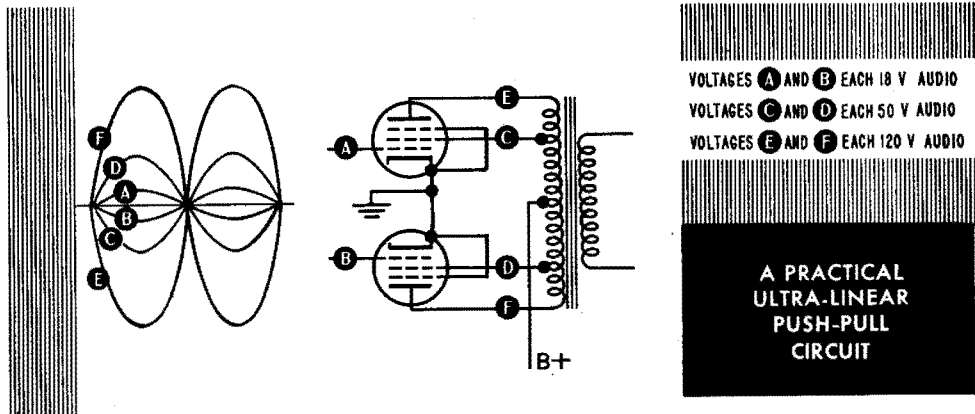 F
D
A
B
C
E
E
A
C
B
D
F
B+
VOLTAGES A AND B EACH 18 V AUDIO
VOLTAGES C AND D EACH 50 V AUDIO
VOLTAGES E AND F EACH 120 V AUDIO
A PRACTICAL
ULTRA-LINEAR
PUSH-PULL
CIRCUIT